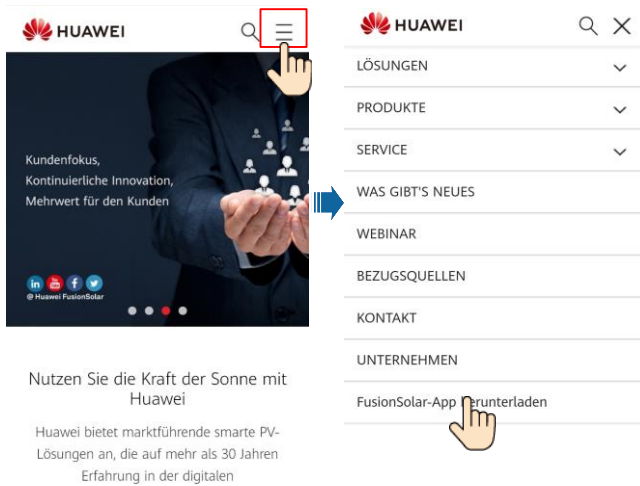 HUAWEI
Kundenfokus,
Kontinuierliche Innovation,
Mehrwert für den Kunden
@ Huawei FusionSolar
Nutzen Sie die Kraft der Sonne mit
Huawei
Huawei bietet marktführende smarte PV-
Lösungen an, die auf mehr als 30 Jahren
Erfahrung in der digitalen
HUAWEI
LÖSUNGEN
PRODUKTE
SERVICE
WAS GIBT'S NEUES
WEBINAR
BEZUGSQUELLEN
KONTAKT
UNTERNEHMEN
FusionSolar-App herunterladen